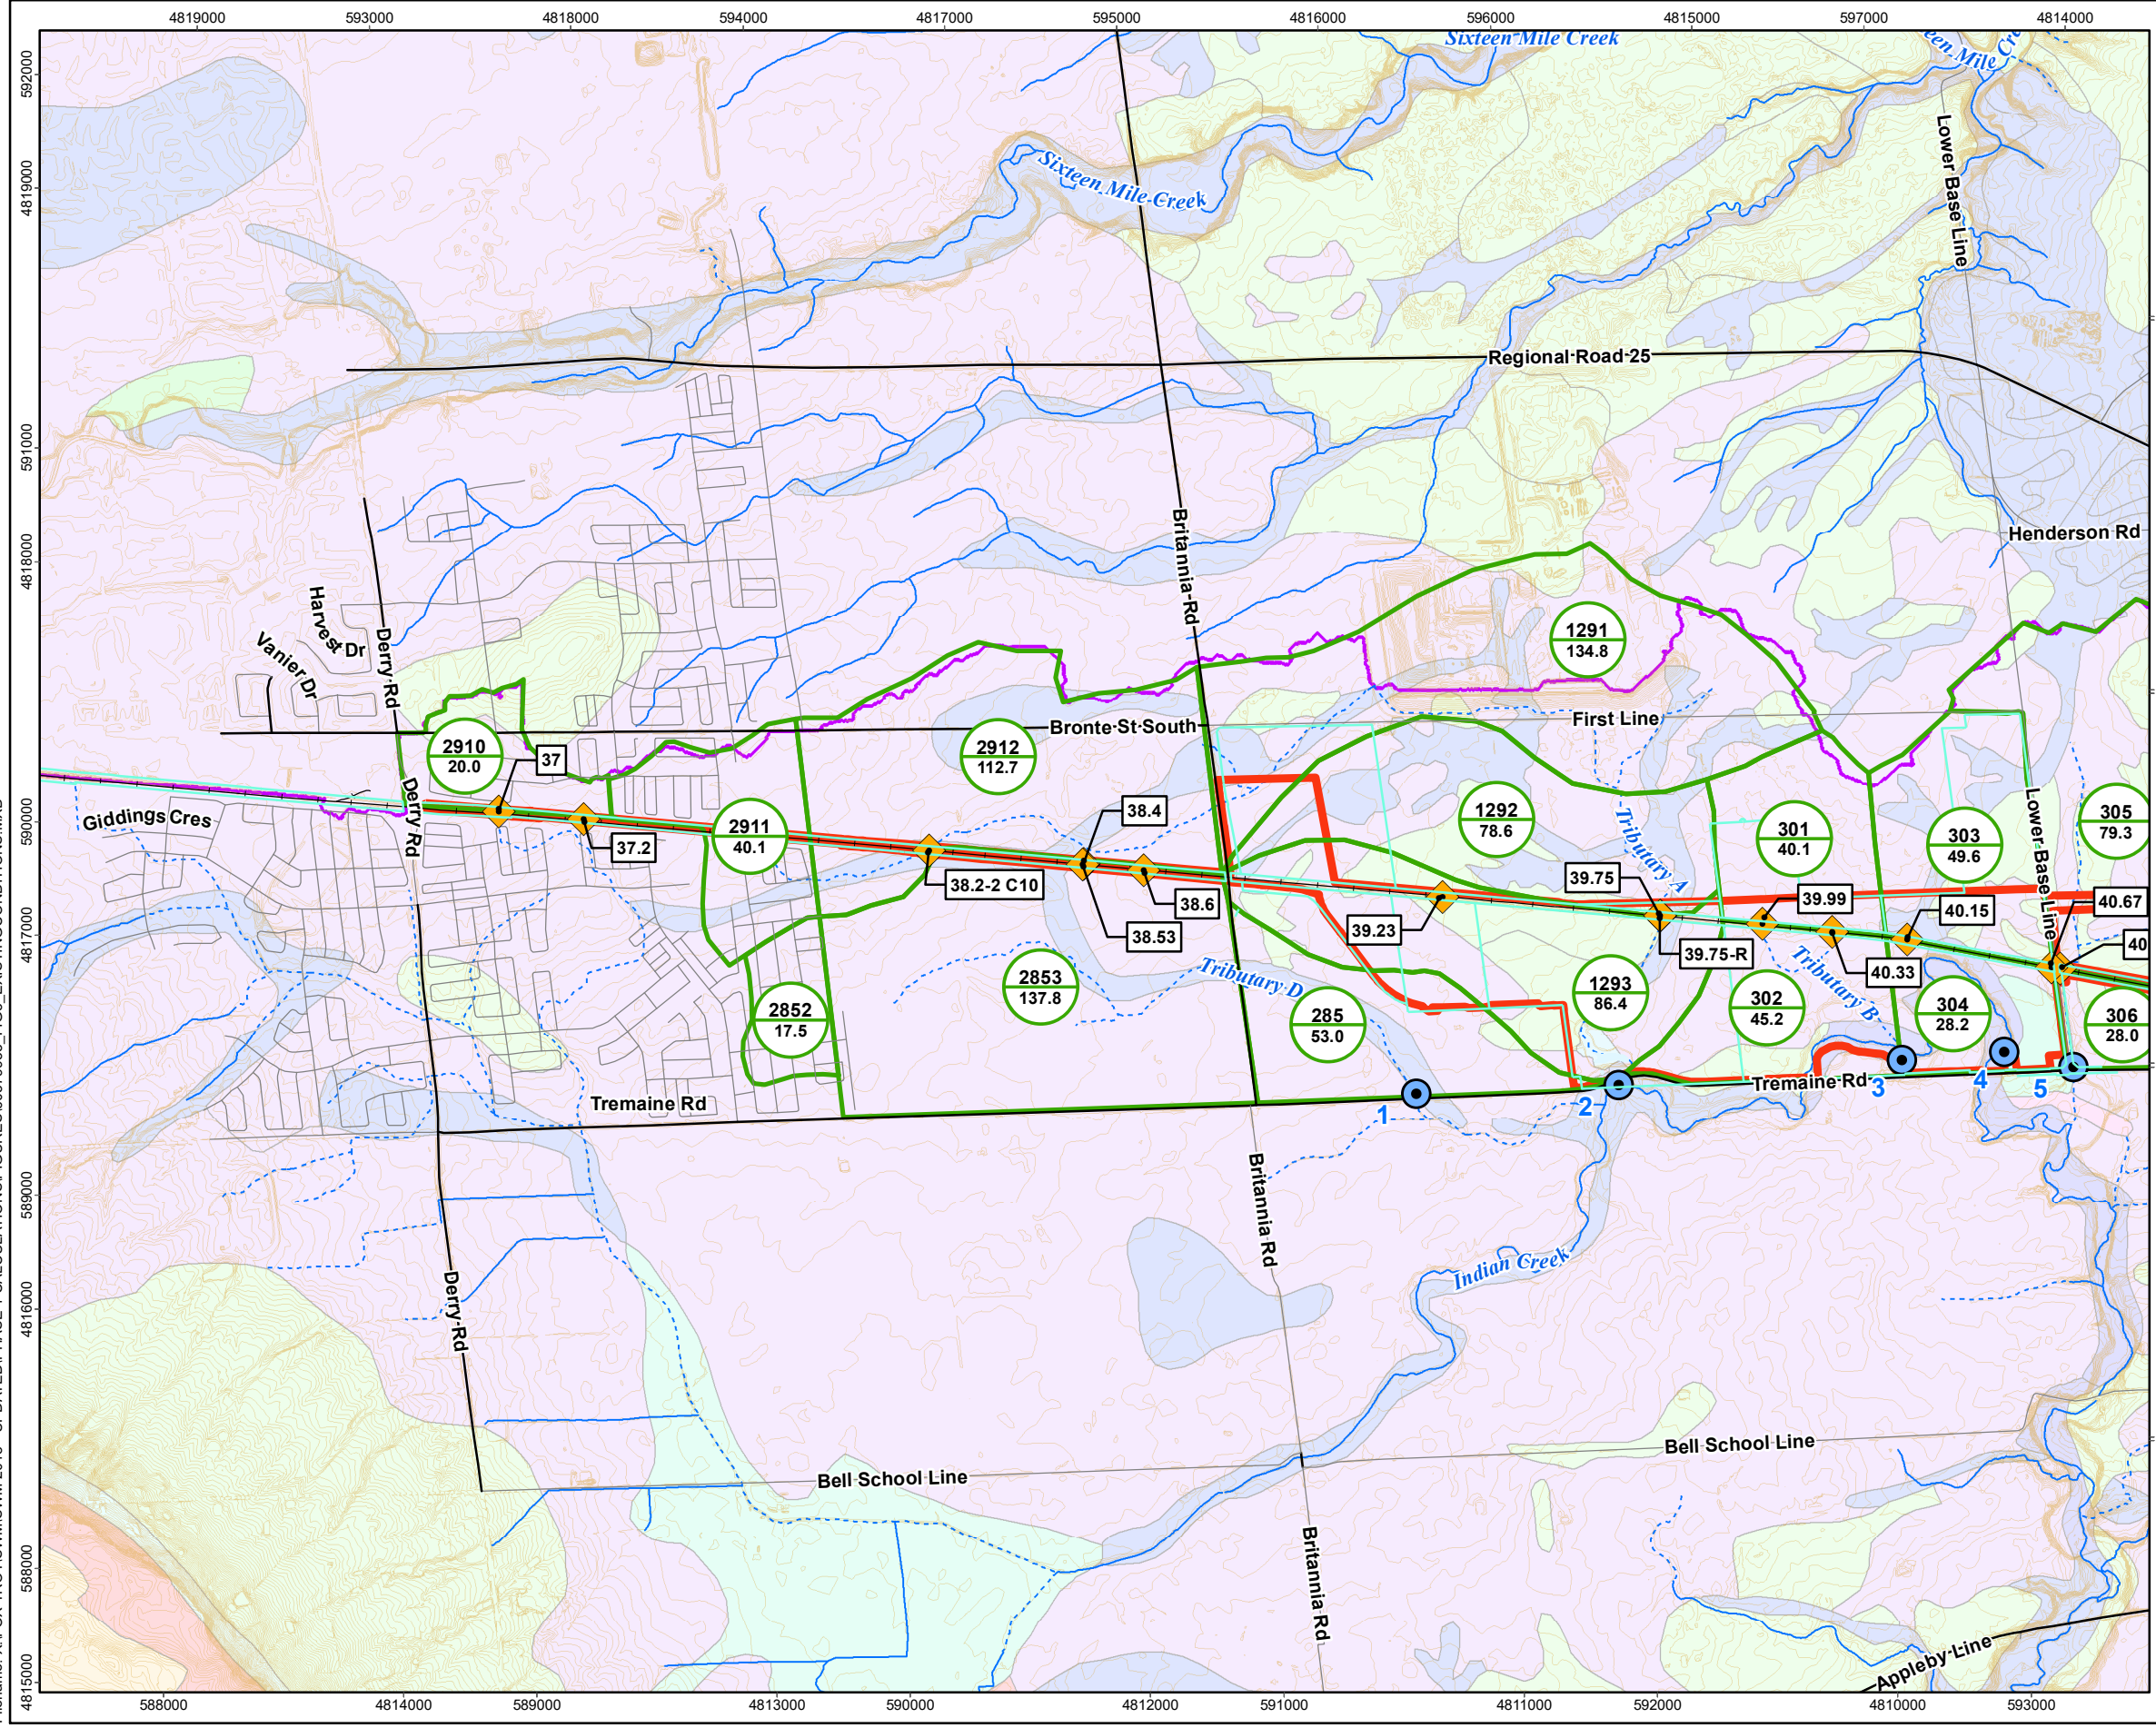 4819000 593000 4818000 594000 4817000 595000 4816000 596000 4815000 597000 4814000
592000
4819000
591000
4818000
590000
4817000
589000
4816000
588000
4815000
Sixteen Mile Creek
Sixteen Mile Creek
Lower Base Line
Regional Road 25
Henderson Rd
Britannia Rd
Harvest Dr
Vanier Dr
Derry Rd
1291
134.8
First Line
Bronte St South
2910
20.0
37
2912
112.7
Giddings Cres
Derry Rd
37.2
2911
40.1
38.4
38.2-2 C10
38.6
38.53
1292
78.6
Tributary A
301
40.1
303
49.6
Lower Base Line
305
79.3
39.75
39.99
40.15
40.67
39.23
39.75-R
40.33
40
Tributary B
Tributary D
2853
137.8
2852
17.5
285
53.0
1293
86.4
302
45.2
304
28.2
306
28.0
Tremaine Rd
Tremaine Rd
1
2
3
4
5
Britannia Rd
Indian Creek
Derry Rd
Bell School Line
Bell School Line
Britannia Rd
Appleby Line
588000 4814000 589000 4813000 590000 4812000 591000 4811000 592000 4810000 593000